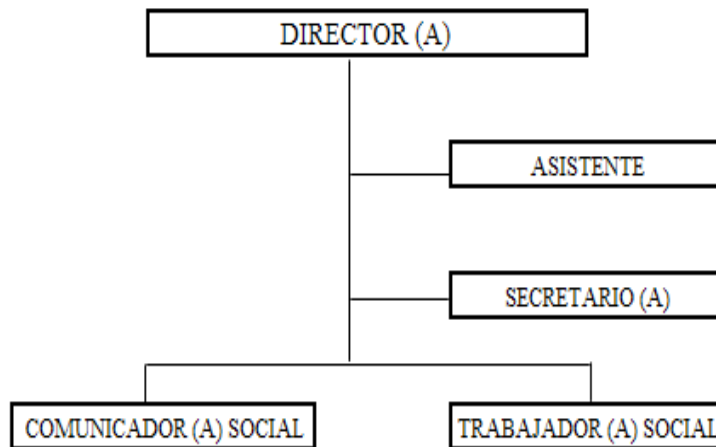 DIRECTOR (A)
ASISTENTE
SECRETARIO (A)
COMUNICADOR (A) SOCIAL
TRABAJADOR (A) SOCIAL